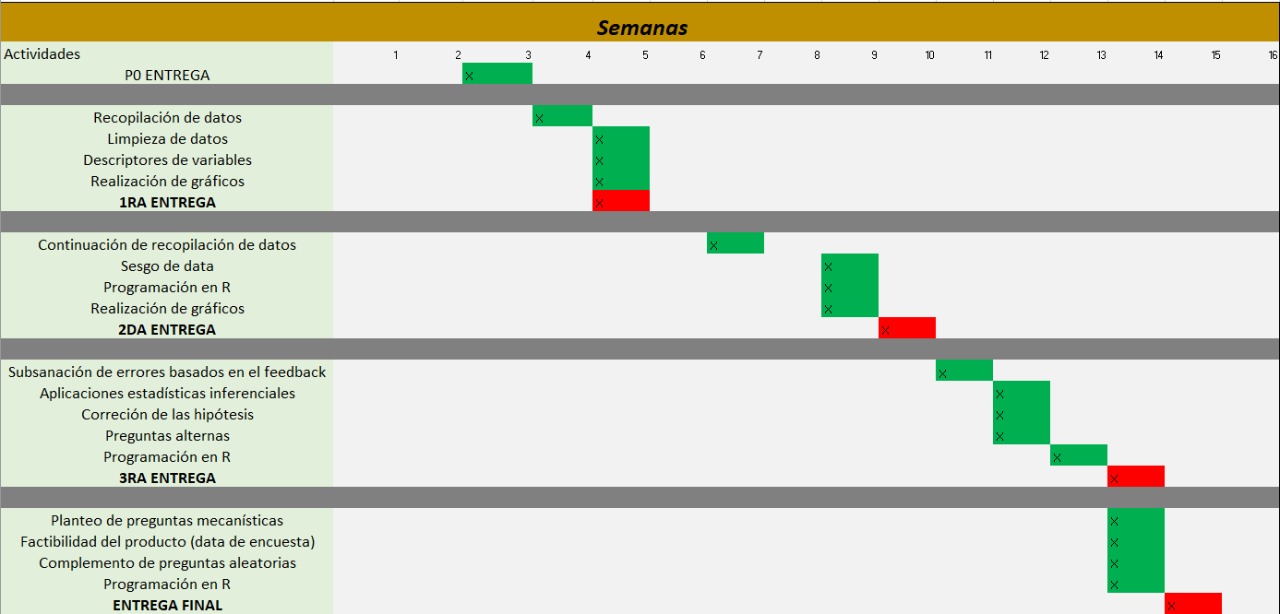 Semanas
Actividades 1 2 3 4 5 6 7 8 9 10 11 12 13 14 15 16
P0 ENTREGA x
Recopilación de datos x
Limpieza de datos x
Descriptores de variables x
Realización de gráficos x
1RA ENTREGA x
Continuación de recopilación de datos x
Sesgo de data x
Programación en R x
Realización de gráficos x
2DA ENTREGA x
Subsanación de errores basados en el feedback x
Aplicaciones estadísticas inferenciales x
Correción de las hipótesis x
Preguntas alternas x
Programación en R x
3RA ENTREGA x
Planteo de preguntas mecanísticas x
Factibilidad del producto (data de encuesta) x
Complemento de preguntas aleatorias x
Programación en R x
ENTREGA FINAL x